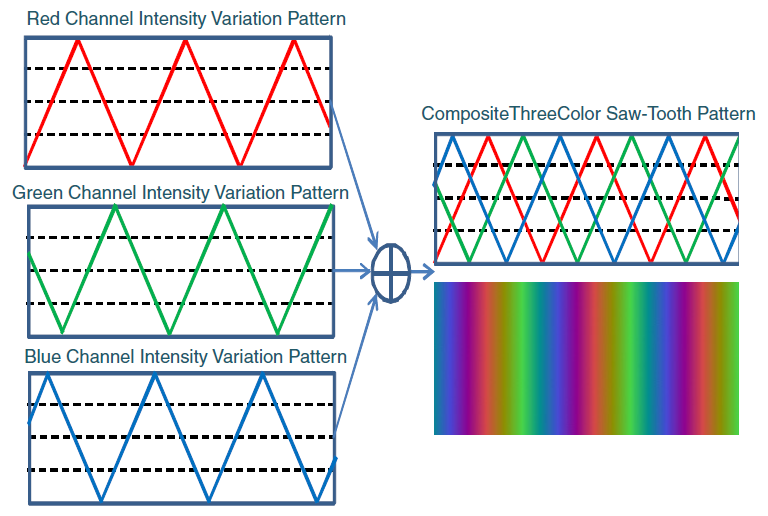 Red Channel Intensity Variation Pattern
Green Channel Intensity Variation Pattern
Blue Channel Intensity Variation Pattern
CompositeThreeColor Saw-Tooth Pattern